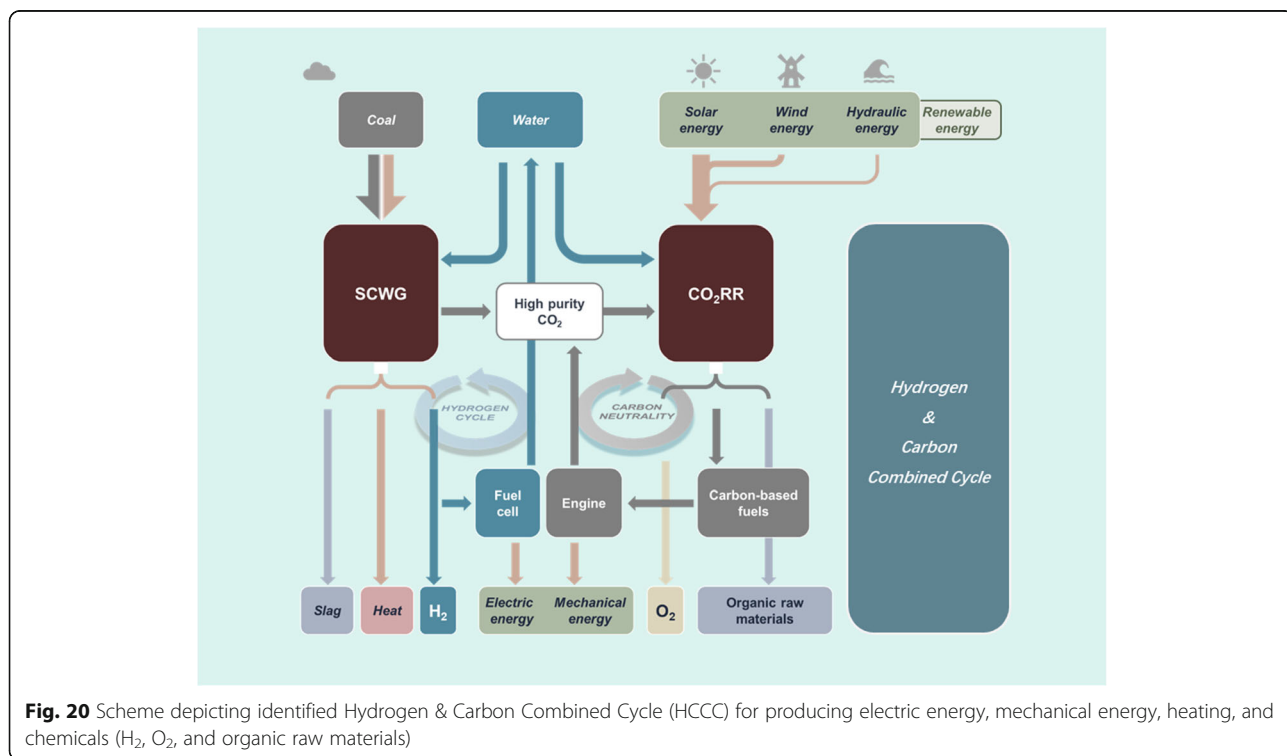 Coal
Water
Solar
energy
Wind
energy
Hydraulic
energy
Renewable
energy
SCWG
High purity
CO₂
CO₂RR
HYDROGEN
CYCLE
CARBON
NEUTRALITY
Hydrogen
&
Carbon
Combined Cycle
Fuel
cell
Engine
Carbon-based
fuels
Slag
Heat
H₂
Electric
energy
Mechanical
energy
O₂
Organic raw
materials
Fig. 20 Scheme depicting identified Hydrogen & Carbon Combined Cycle (HCCC) for producing electric energy, mechanical energy, heating, and
chemicals (H₂, O₂, and organic raw materials)